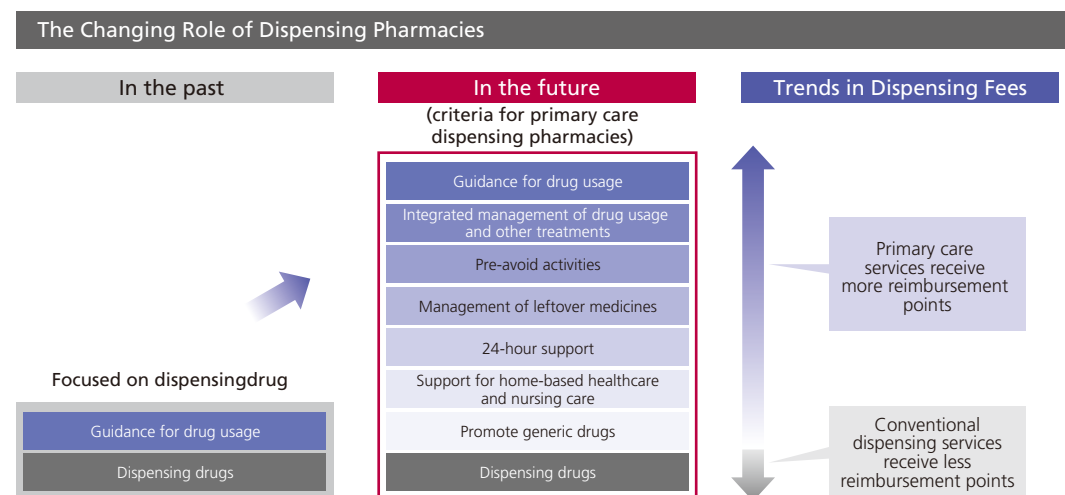 The Changing Role of Dispensing Pharmacies
In the past
Focused on dispensingdrug
Guidance for drug usage
Dispensing drugs
In the future
(criteria for primary care
dispensing pharmacies)
Guidance for drug usage
Integrated management of drug usage
and other treatments
Pre-avoid activities
Management of leftover medicines
24-hour support
Support for home-based healthcare
and nursing care
Promote generic drugs
Dispensing drugs
Trends in Dispensing Fees
Primary care
services receive
more reimbursement
points
Conventional
dispensing services
receive less
reimbursement points